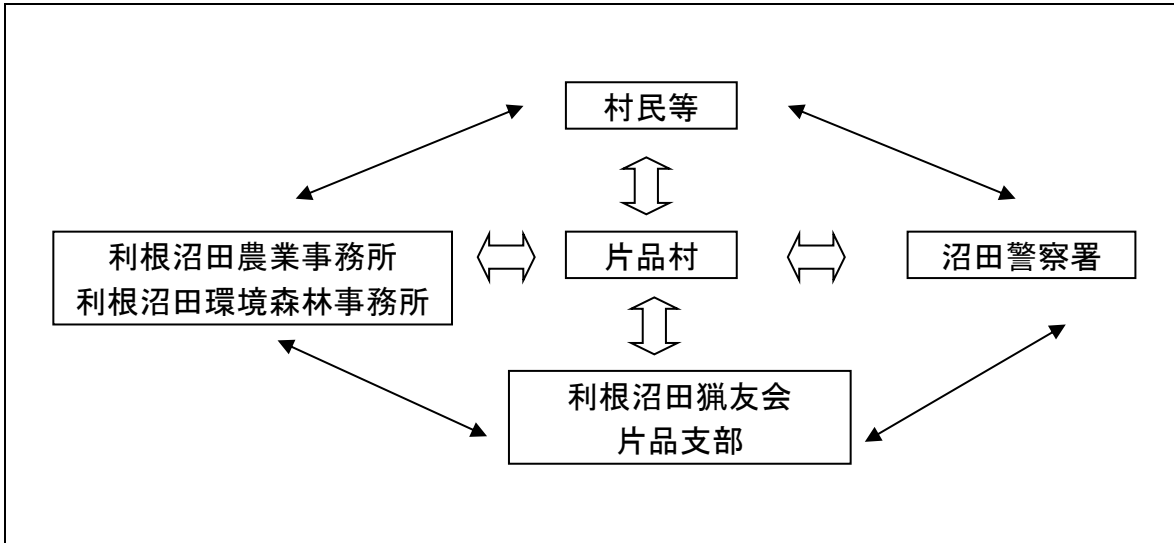 村民等
利根沼田農業事務所
利根沼田環境森林事務所
片品村
沼田警察署
利根沼田猟友会
片品支部